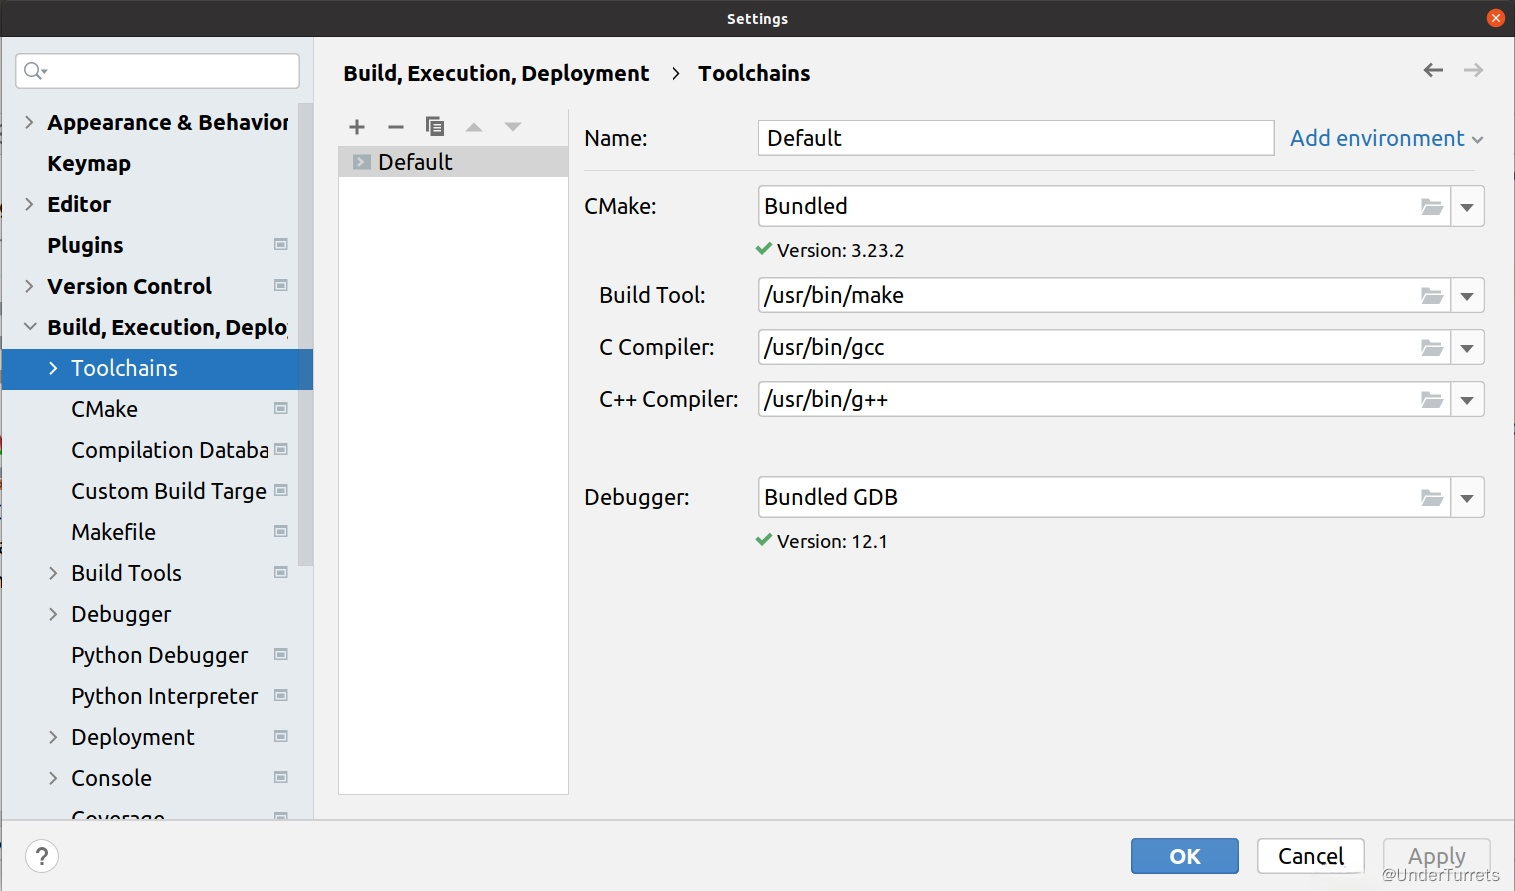 Settings
Build, Execution, Deployment › Toolchains
Appearance & Behavior
Keymap
Editor
Plugins
Version Control
Build, Execution, Deplo
Toolchains
CMake
Compilation Databa
Custom Build Targe
Makefile
Build Tools
Debugger
Python Debugger
Python Interpreter
Deployment
Console
Coverage
Default
Name: Default Add environment
CMake: Bundled
Version: 3.23.2
Build Tool: /usr/bin/make
C Compiler: /usr/bin/gcc
C++ Compiler: /usr/bin/g++
Debugger: Bundled GDB
Version: 12.1
? OK Cancel Apply
@UnderTurrets